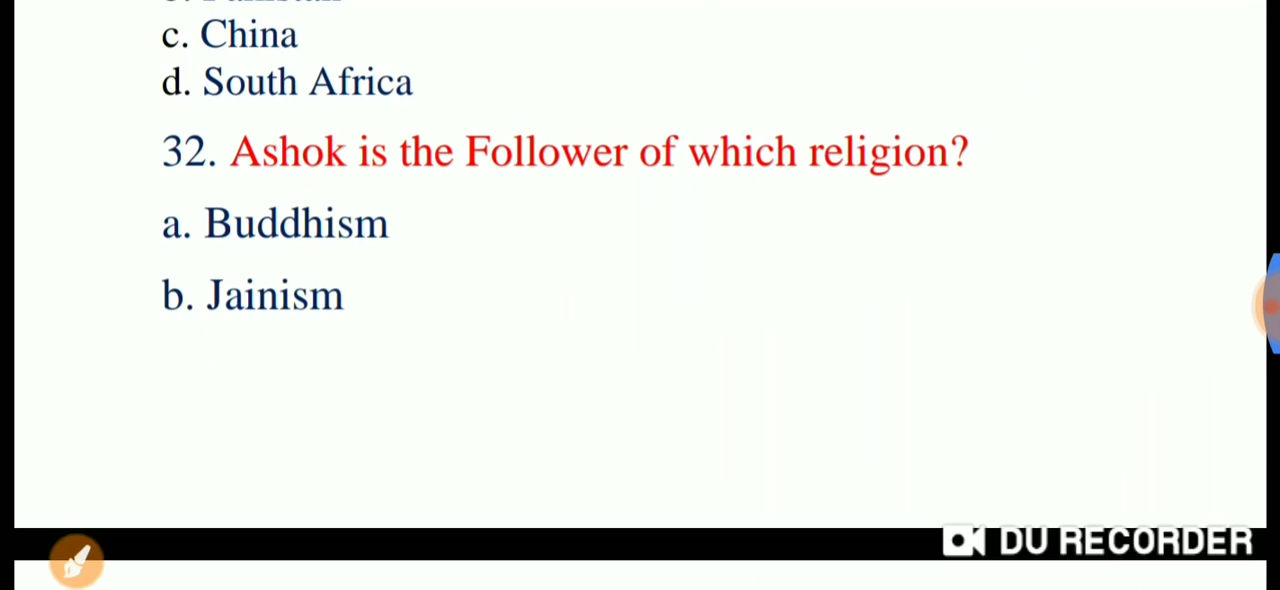 c. China
d. South Africa
32. Ashok is the Follower of which religion?
a. Buddhism
b. Jainism
DU RECORDER